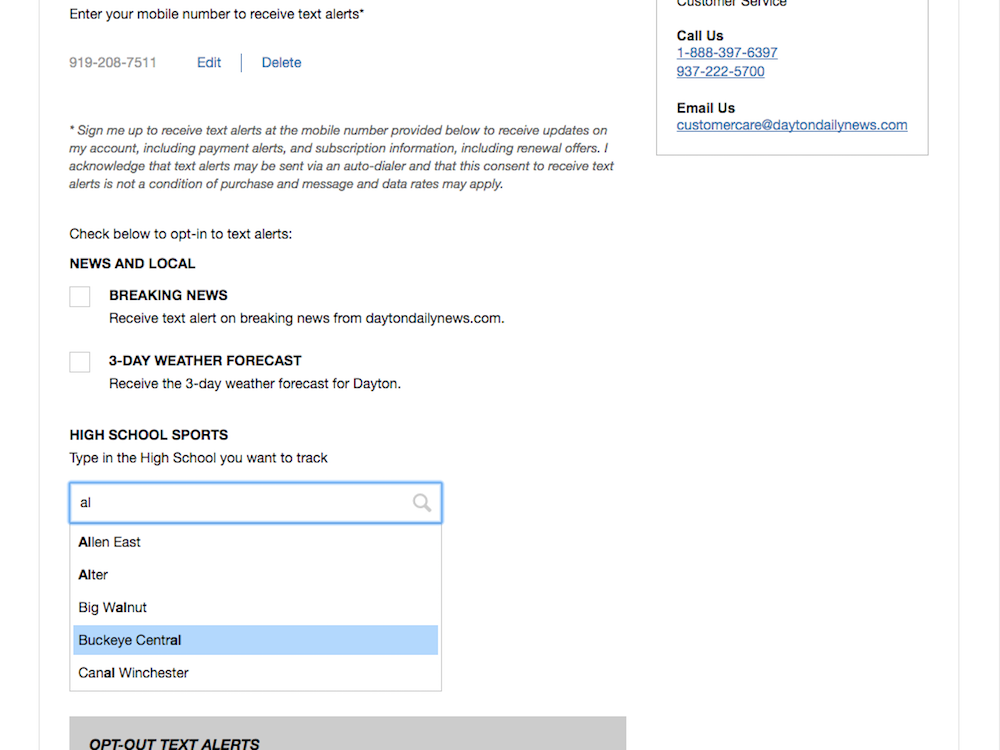 Enter your mobile number to receive text alerts*
919-208-7511 Edit Delete
* Sign me up to receive text alerts at the mobile number provided below to receive updates on
my account, including payment alerts, and subscription information, including renewal offers. I
acknowledge that text alerts may be sent via an auto-dialer and that this consent to receive text
alerts is not a condition of purchase and message and data rates may apply.
Check below to opt-in to text alerts:
NEWS AND LOCAL
BREAKING NEWS
Receive text alert on breaking news from daytondailynews.com.
3-DAY WEATHER FORECAST
Receive the 3-day weather forecast for Dayton.
HIGH SCHOOL SPORTS
Type in the High School you want to track
al
Allen East
Alter
Big Walnut
Buckeye Central
Canal Winchester
OPT-OUT TEXT ALERTS
Customer Service
Call Us
1-888-397-6397
937-222-5700
Email Us
customercare@daytondailynews.com